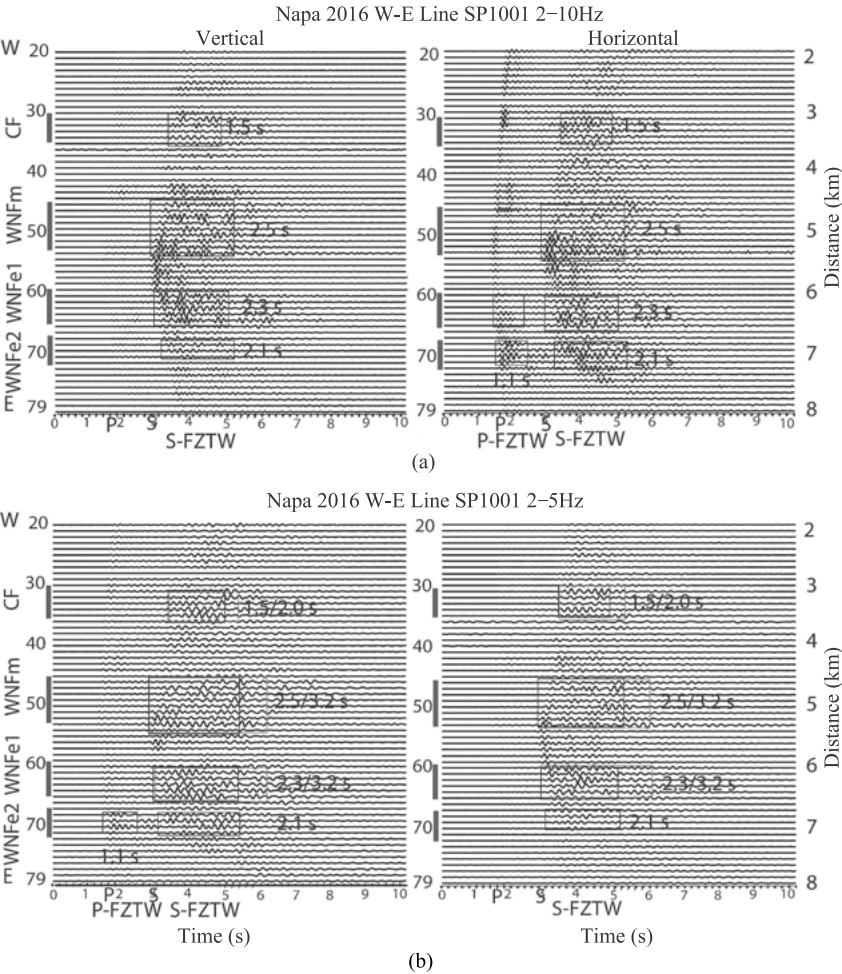 Napa 2016 W-E Line SP1001 2−10Hz
Vertical
Horizontal
W 20
30
40
50
60
70
E 79
CF
WNFm
WNFe1
WNFe2
1.5 s
2.5 s
2.3 s
2.1 s
0 1 P 2 S 4 5 6 7 8 9 10
S-FZTW
20
30
40
50
60
70
79
1.5 s
2.5 s
2.3 s
2.1 s
1.1 s
0 1 P 2 S 4 5 6 7 8 9 10
P-FZTW S-FZTW
2
3
4
5
6
7
8
Distance (km)
(a)
Napa 2016 W-E Line SP1001 2−5Hz
W 20
30
40
50
60
70
E 79
CF
WNFm
WNFe1
WNFe2
1.5/2.0 s
2.5/3.2 s
2.3/3.2 s
2.1 s
1.1 s
0 1 P2 S 4 5 6 7 8 9 10
P-FZTW S-FZTW
Time (s)
20
30
40
50
60
70
79
1.5/2.0 s
2.5/3.2 s
2.3/3.2 s
2.1 s
0 1 P2 S 4 5 6 7 8 9 10
S-FZTW
Time (s)
2
3
4
5
6
7
8
Distance (km)
(b)